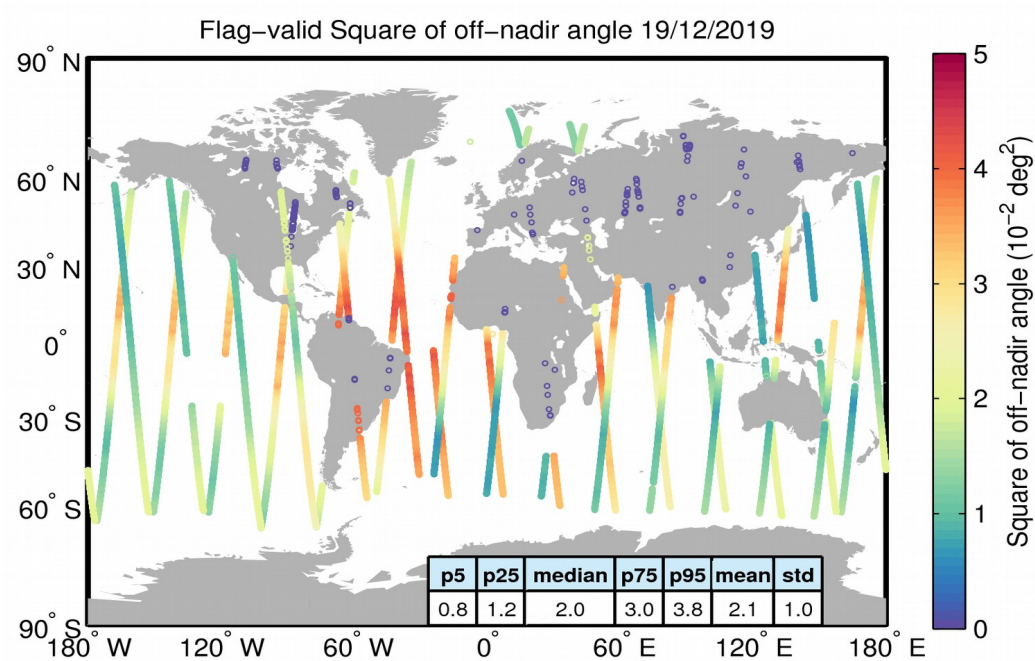 Flag−valid Square of off−nadir angle 19/12/2019
90° N
60° N
30° N
0°
30° S
60° S
90° S
180° W
120° W
60° W
0°
60° E
120° E
180° E
p5 p25 median p75 p95 mean std
0.8 1.2 2.0 3.0 3.8 2.1 1.0
5
4
3
2
1
0
Square of off−nadir angle (10⁻² deg²)